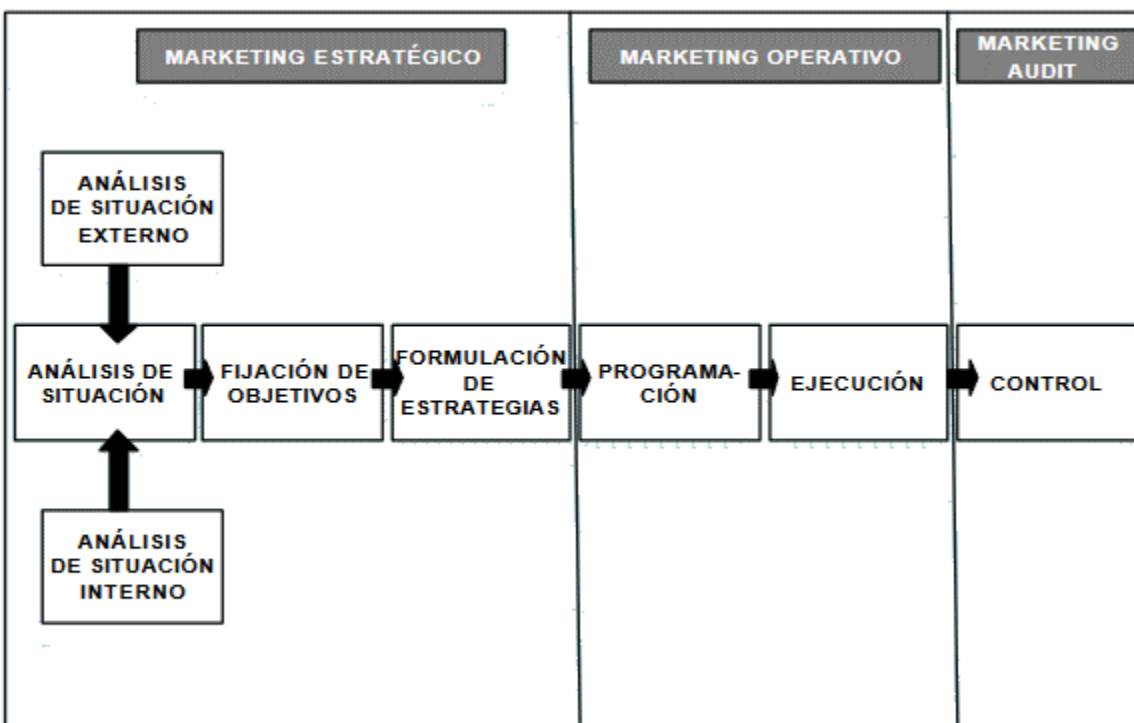 MARKETING ESTRATÉGICO
MARKETING OPERATIVO
MARKETING
AUDIT
ANÁLISIS
DE SITUACIÓN
EXTERNO
ANÁLISIS DE
SITUACIÓN
FIJACIÓN DE
OBJETIVOS
FORMULACIÓN
DE
ESTRATEGIAS
PROGRAMA-
CIÓN
EJECUCIÓN
CONTROL
ANÁLISIS
DE SITUACIÓN
INTERNO